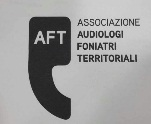 AFT
ASSOCIAZIONE
AUDIOLOGI
FONIATRI
TERRITORIALI